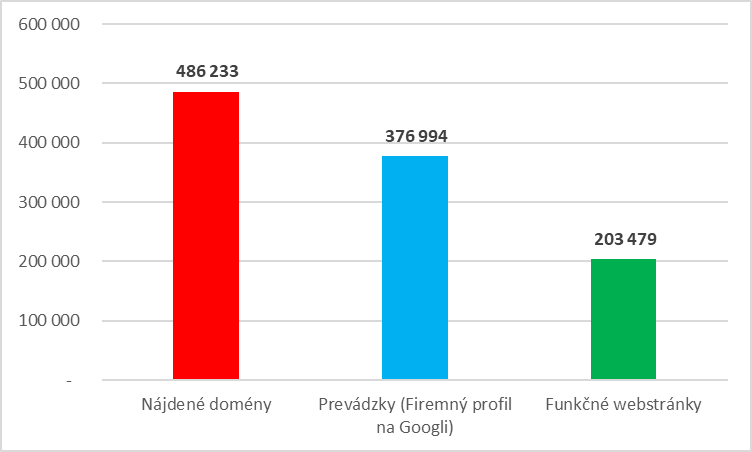 600 000
500 000
400 000
300 000
200 000
100 000
-
486 233
376 994
203 479
Nájdené domény
Prevádzky (Firemný profil
na Googli)
Funkčné webstránky